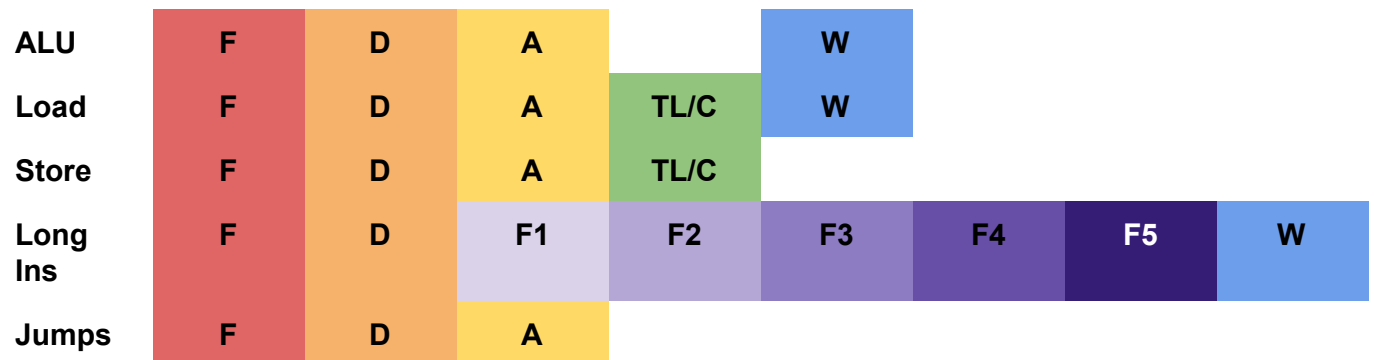 ALU F D A W
Load F D A TL/C W
Store F D A TL/C
Long Ins F D F1 F2 F3 F4 F5 W
Jumps F D A